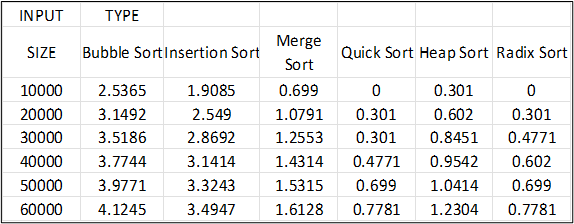 INPUT TYPE
SIZE Bubble Sort Insertion Sort Merge Sort Quick Sort Heap Sort Radix Sort
10000 2.5365 1.9085 0.699 0 0.301 0
20000 3.1492 2.549 1.0791 0.301 0.602 0.301
30000 3.5186 2.8692 1.2553 0.301 0.8451 0.4771
40000 3.7744 3.1414 1.4314 0.4771 0.9542 0.602
50000 3.9771 3.3243 1.5315 0.699 1.0414 0.699
60000 4.1245 3.4947 1.6128 0.7781 1.2304 0.7781